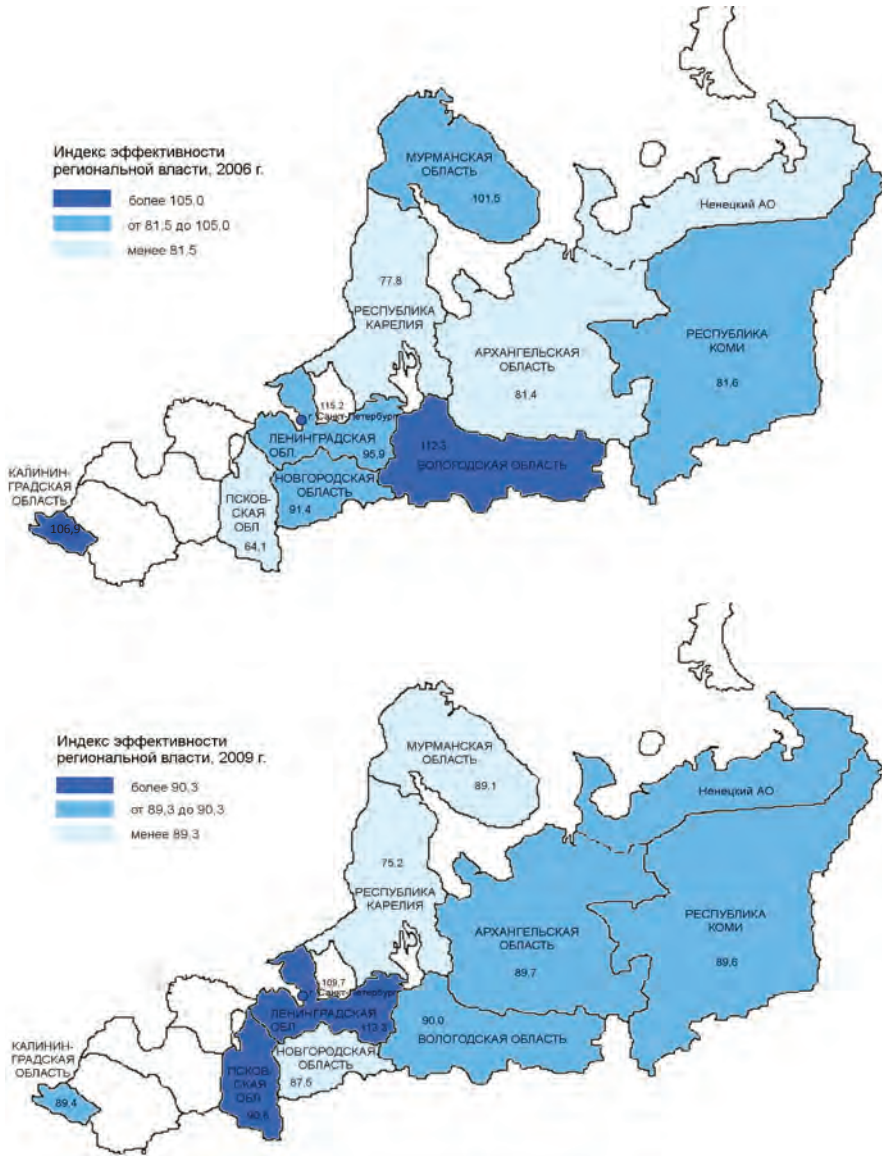 Индекс эффективности
региональной власти, 2006 г.
более 105,0
от 81,5 до 105,0
менее 81,5
МУРМАНСКАЯ
ОБЛАСТЬ
101,5
Ненецкий АО
77,8
РЕСПУБЛИКА
КАРЕЛИЯ
АРХАНГЕЛЬСКАЯ
ОБЛАСТЬ
81,4
РЕСПУБЛИКА
КОМИ
81,6
115,2
г. Санкт-Петербург
ЛЕНИНГРАДСКАЯ
ОБЛ.
95,9
112,3
ВОЛОГОДСКАЯ ОБЛАСТЬ
НОВГОРОДСКАЯ
ОБЛАСТЬ
91,4
ПСКОВ-
СКАЯ
ОБЛ
64,1
КАЛИНИН-
ГРАДСКАЯ
ОБЛАСТЬ
106,9
Индекс эффективности
региональной власти, 2009 г.
более 90,3
от 89,3 до 90,3
менее 89,3
МУРМАНСКАЯ
ОБЛАСТЬ
89,1
Ненецкий АО
75,2
РЕСПУБЛИКА
КАРЕЛИЯ
АРХАНГЕЛЬСКАЯ
ОБЛАСТЬ
89,7
РЕСПУБЛИКА
КОМИ
89,6
109,7
г. Санкт-Петербург
ЛЕНИНГРАДСКАЯ
ОБЛ.
90,0
ВОЛОГОДСКАЯ ОБЛАСТЬ
НОВГОРОДСКАЯ
ОБЛАСТЬ
87,5
ПСКОВ-
СКАЯ
ОБЛ
КАЛИНИН-
ГРАДСКАЯ
ОБЛАСТЬ
89,4